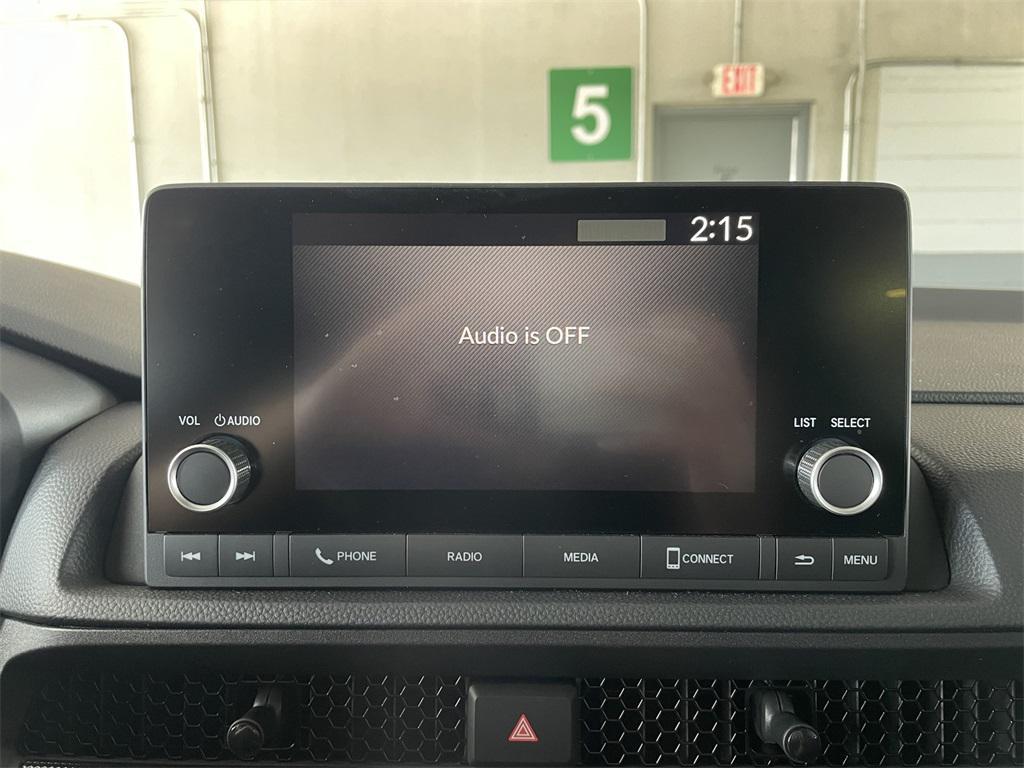 5
EXIT
2:15
Audio is OFF
VOL AUDIO
LIST SELECT
PHONE RADIO MEDIA CONNECT MENU